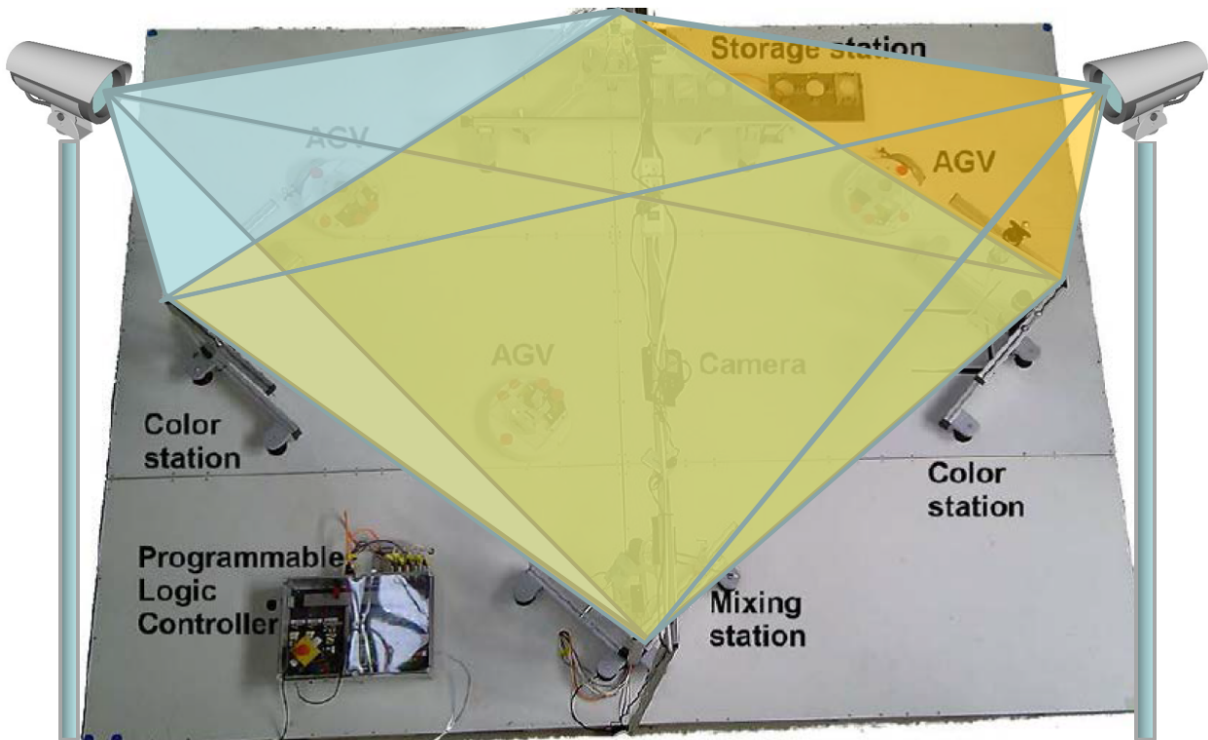 Storage station
AGV
AGV
AGV
Camera
Color
station
Color
station
Programmable
Logic
Controller
Mixing
station